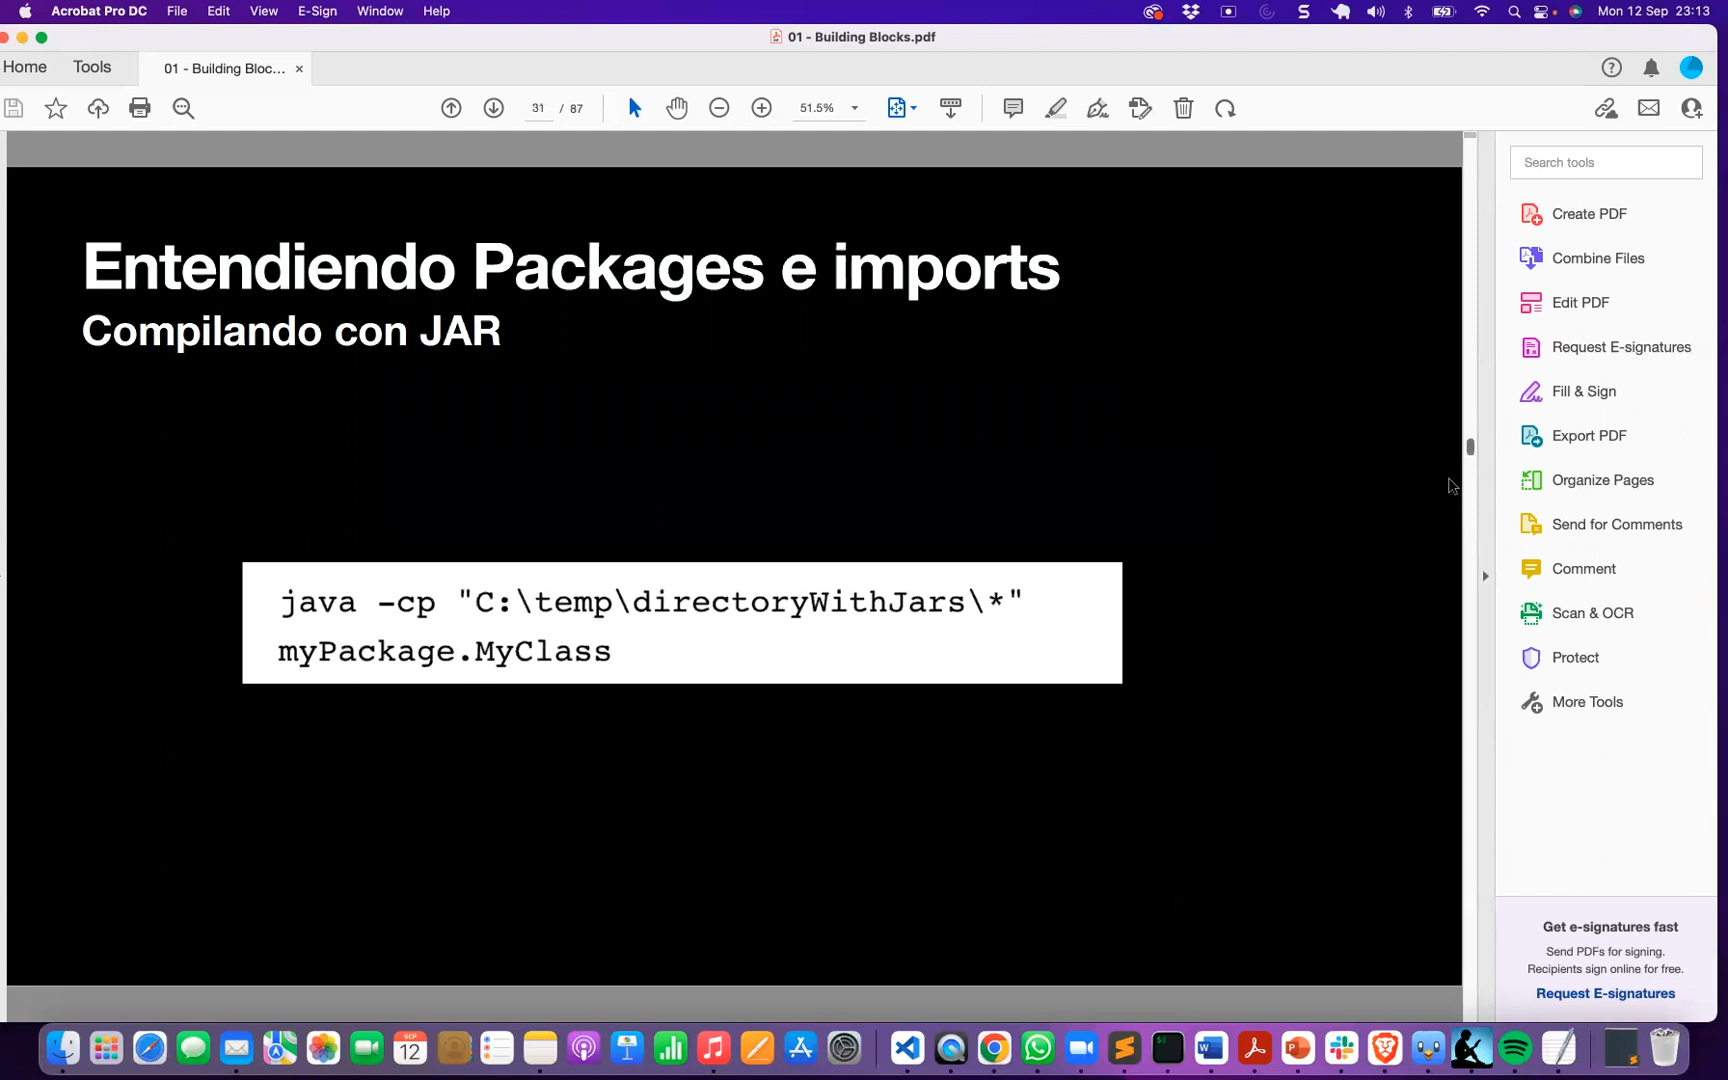 Acrobat Pro DC File Edit View E-Sign Window Help Mon 12 Sep 23:13
01 - Building Blocks.pdf
Home Tools 01 - Building Bloc... ×
31 / 87 51.5%
Search tools
Create PDF
Combine Files
Edit PDF
Request E-signatures
Fill & Sign
Export PDF
Organize Pages
Send for Comments
Comment
Scan & OCR
Protect
More Tools
Get e-signatures fast
Send PDFs for signing.
Recipients sign online for free.
Request E-signatures
Entendiendo Packages e imports
Compilando con JAR
java -cp "C:\temp\directoryWithJars\*"
myPackage.MyClass
SEP
12